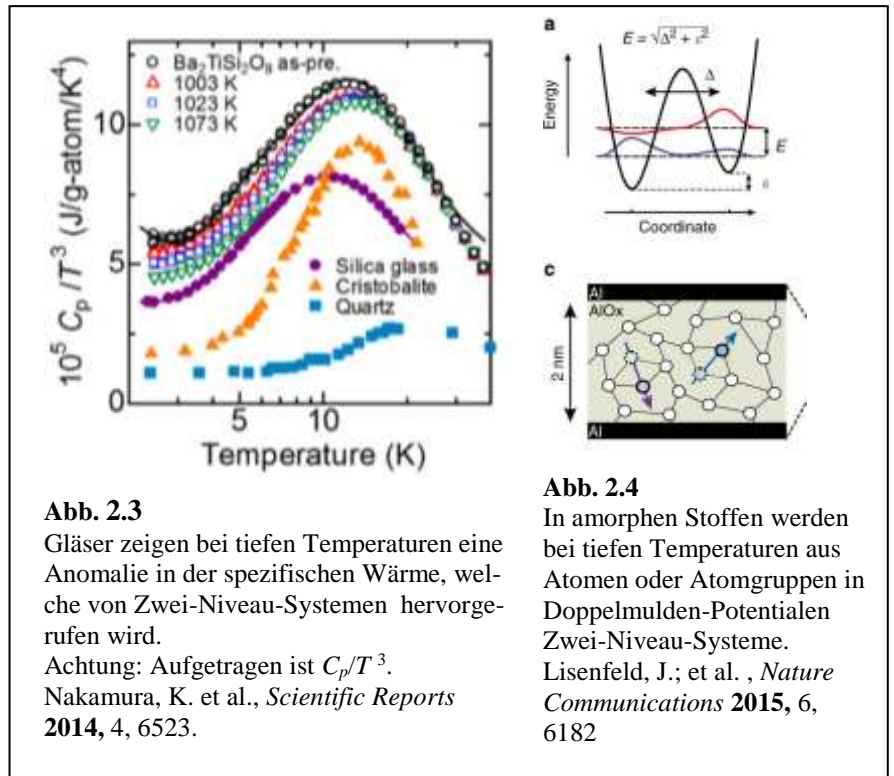 Ba₂TiSi₂O₈ as-pre.
1003 K
1023 K
1073 K
Silica glass
Cristobalite
Quartz
10
5
0
10⁵ Cₚ /T³ (J/g-atom/K⁴)
5
10
Temperature (K)
a
E = √Δ² + ε²
Energy
Δ
E
ε
Coordinate
c
Al
AlOx
2 nm
Al
Abb. 2.3
Gläser zeigen bei tiefen Temperaturen eine
Anomalie in der spezifischen Wärme, wel-
che von Zwei-Niveau-Systemen hervorge-
rufen wird.
Achtung: Aufgetragen ist Cₚ/T ³.
Nakamura, K. et al., Scientific Reports
2014, 4, 6523.
Abb. 2.4
In amorphen Stoffen werden
bei tiefen Temperaturen aus
Atomen oder Atomgruppen in
Doppelmulden-Potentialen
Zwei-Niveau-Systeme.
Lisenfeld, J.; et al. , Nature
Communications 2015, 6,
6182